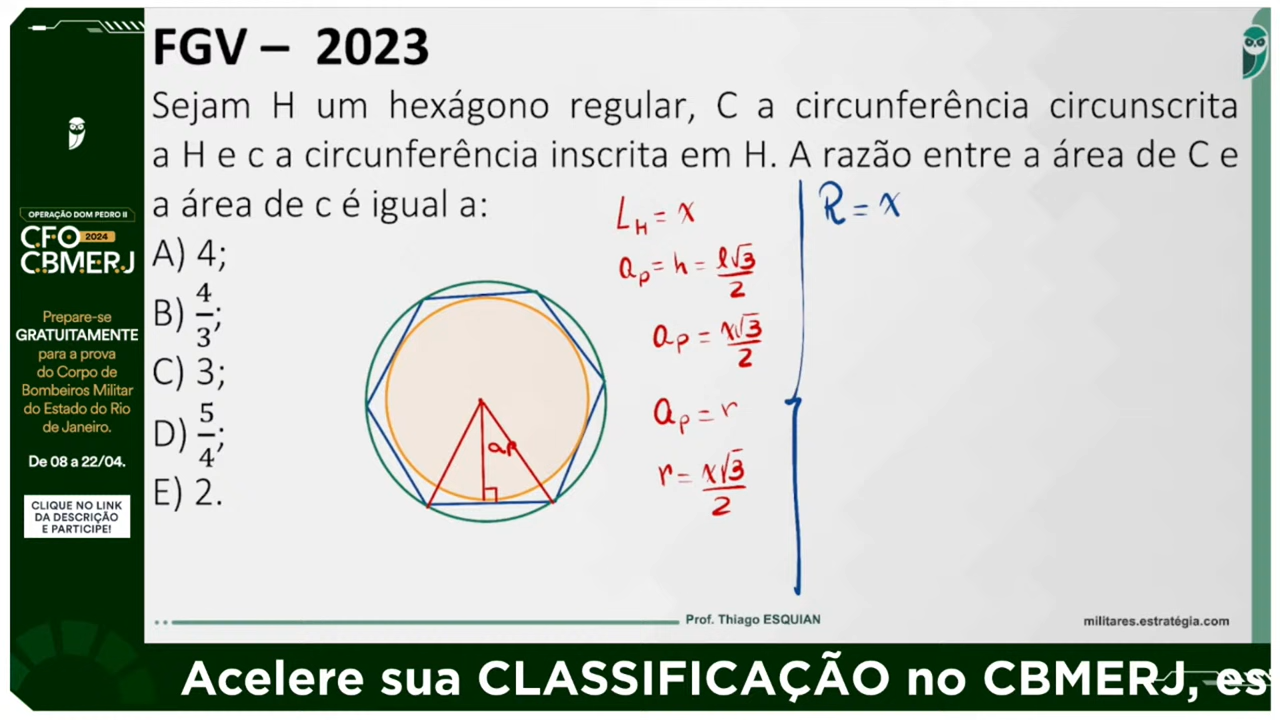 FGV – 2023
Sejam H um hexágono regular, C a circunferência circunscrita
a H e c a circunferência inscrita em H. A razão entre a área de C e
a área de c é igual a:
A) 4;
B) 4/3;
C) 3;
D) 5/4;
E) 2.
aP
L_H = x
a_p = h = l√3/2
a_p = x√3/2
a_p = r
r = x√3/2
R = x
OPERAÇÃO DOM PEDRO II
CFO 2024
CBMERJ
Prepare-se
GRATUITAMENTE
para a prova
do Corpo de
Bombeiros Militar
do Estado do Rio
de Janeiro.
De 08 a 22/04.
CLIQUE NO LINK
DA DESCRIÇÃO
E PARTICIPE!
Prof. Thiago ESQUIAN
militares.estratégia.com
Acelere sua CLASSIFICAÇÃO no CBMERJ, es